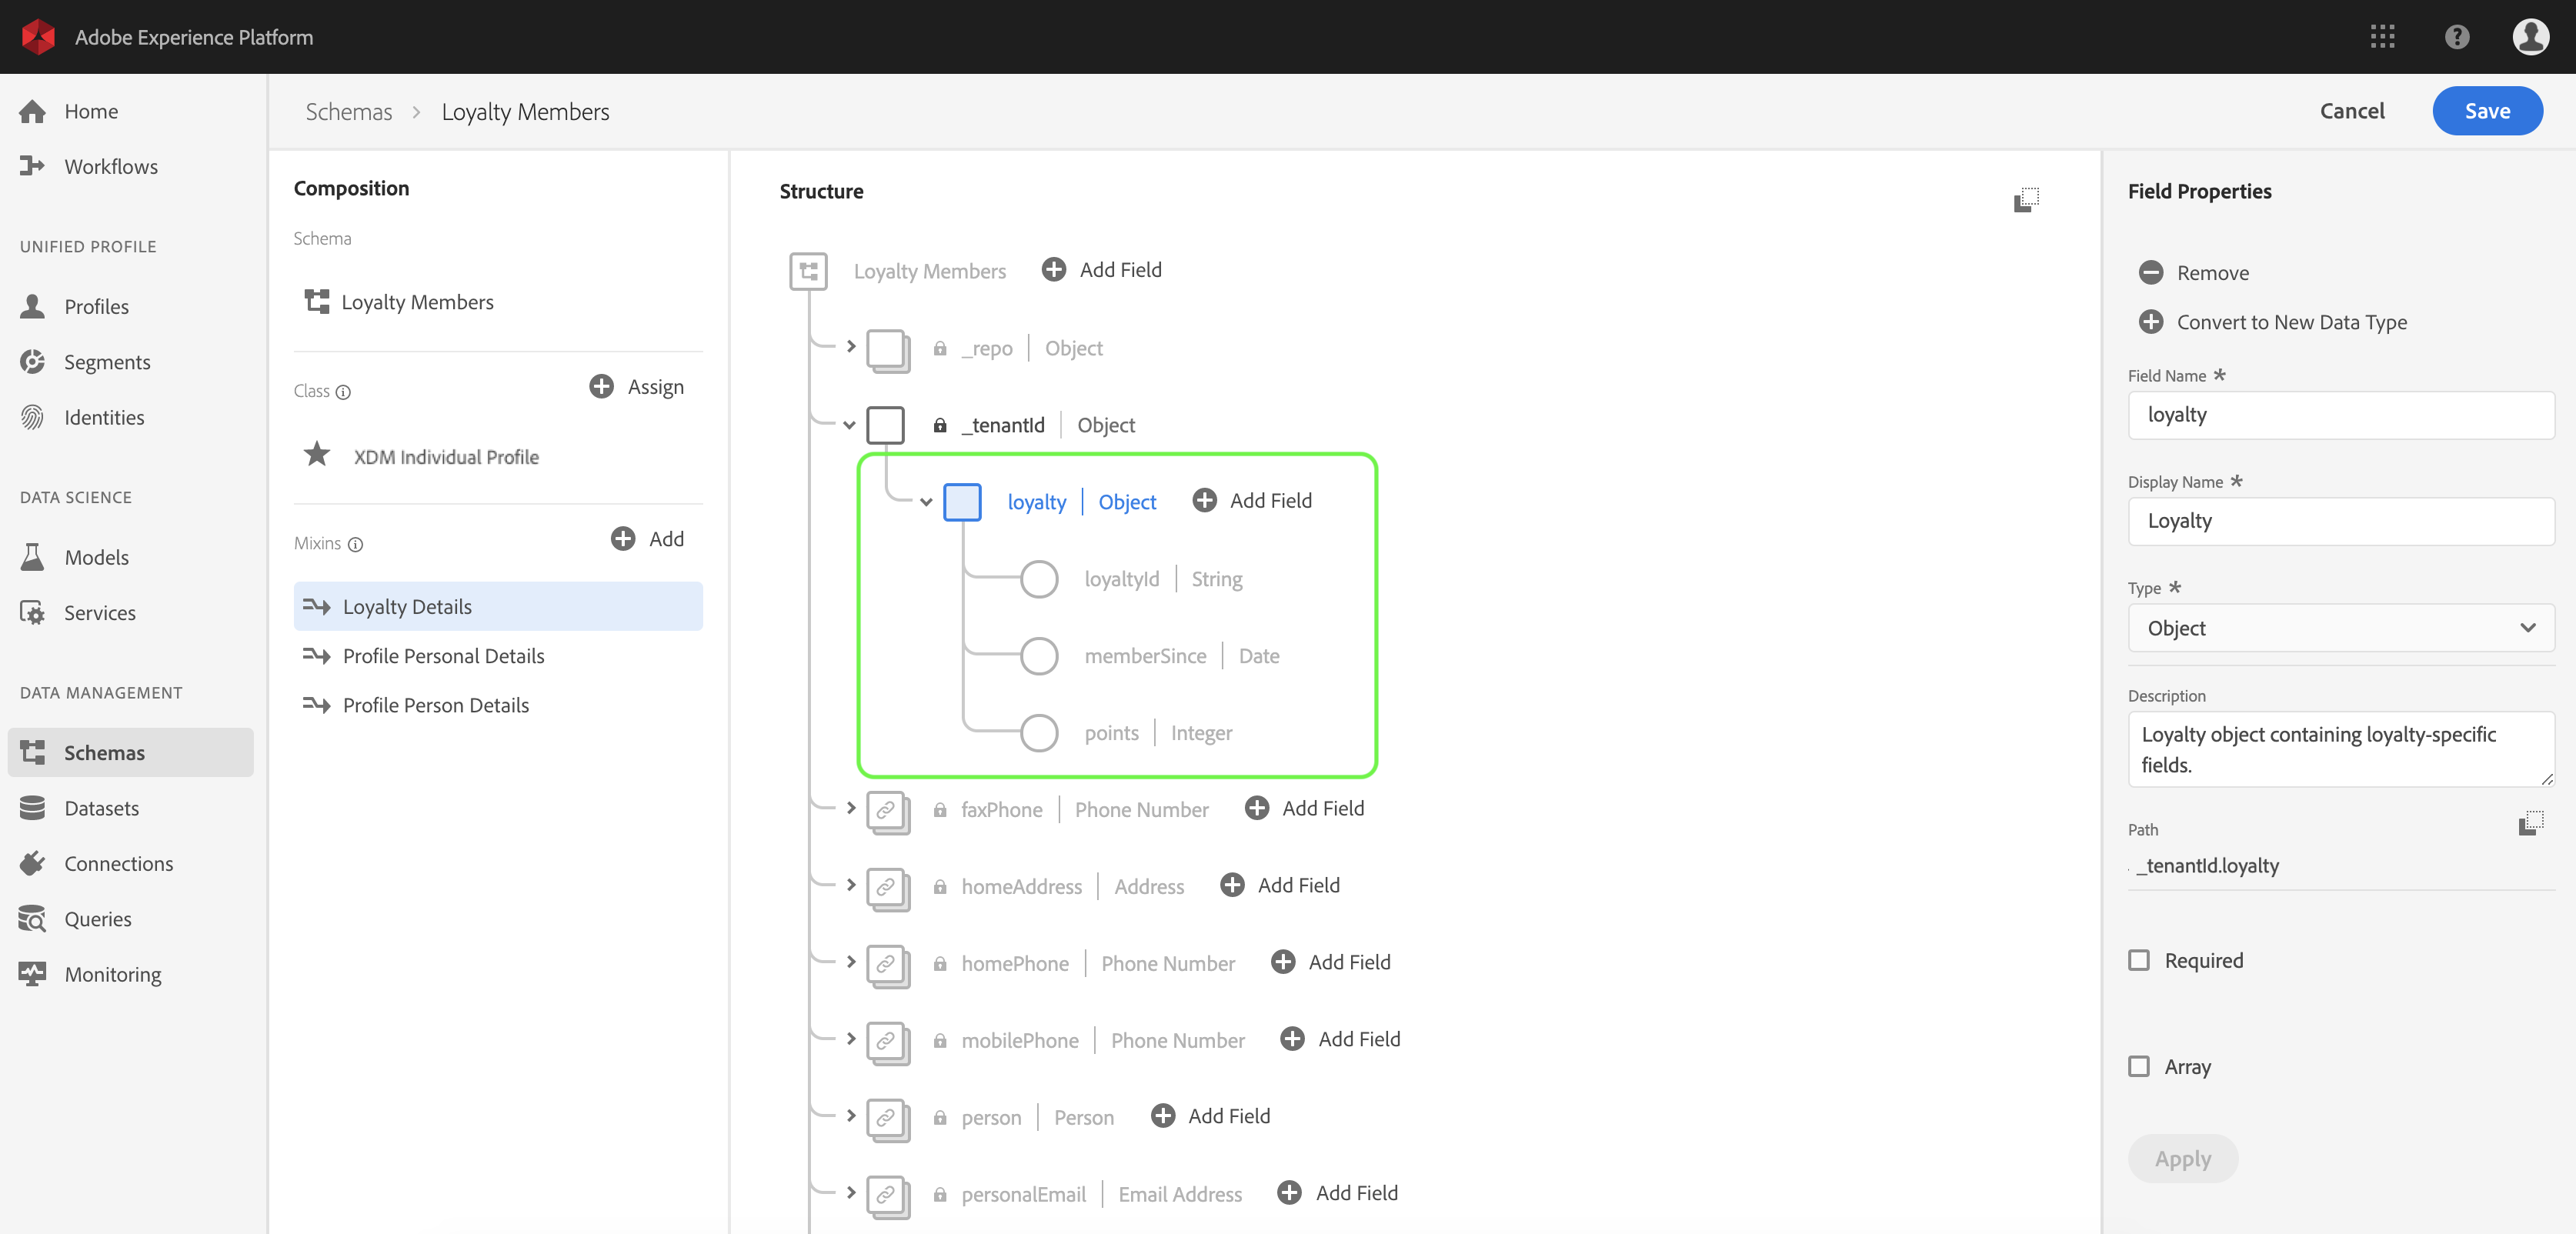 Adobe Experience Platform
Home
Workflows
UNIFIED PROFILE
Profiles
Segments
Identities
DATA SCIENCE
Models
Services
DATA MANAGEMENT
Schemas
Datasets
Connections
Queries
Monitoring
Schemas > Loyalty Members
Cancel
Save
Composition
Schema
Loyalty Members
Class
Assign
XDM Individual Profile
Mixins
Add
Loyalty Details
Profile Personal Details
Profile Person Details
Structure
Loyalty Members Add Field
_repo | Object
_tenantId | Object
loyalty | Object Add Field
loyaltyId | String
memberSince | Date
points | Integer
faxPhone | Phone Number Add Field
homeAddress | Address Add Field
homePhone | Phone Number Add Field
mobilePhone | Phone Number Add Field
person | Person Add Field
personalEmail | Email Address Add Field
Field Properties
Remove
Convert to New Data Type
Field Name *
loyalty
Display Name *
Loyalty
Type *
Object
Description
Loyalty object containing loyalty-specific
fields.
Path
_tenantId.loyalty
Required
Array
Apply